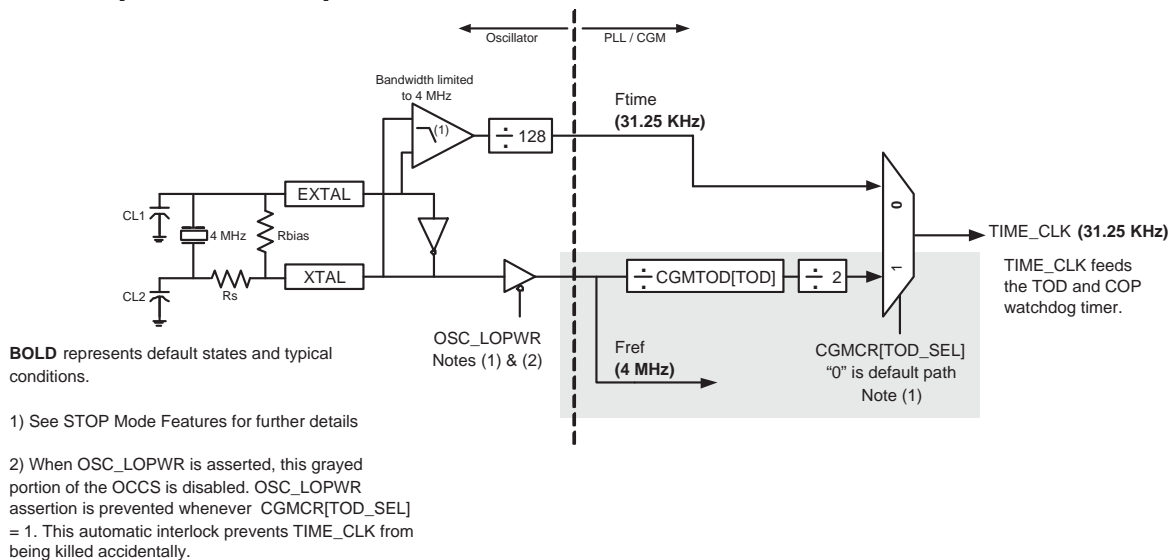 Oscillator
PLL / CGM
Bandwidth limited
to 4 MHz
(1)
÷ 128
Ftime
(31.25 KHz)
EXTAL
CL1
4 MHz
Rbias
XTAL
CL2
Rs
0
1
TIME_CLK (31.25 KHz)
TIME_CLK feeds
the TOD and COP
watchdog timer.
÷ CGMTOD[TOD]
÷ 2
OSC_LOPWR
Notes (1) & (2)
Fref
(4 MHz)
CGMCR[TOD_SEL]
“0” is default path
Note (1)
BOLD represents default states and typical
conditions.
1) See STOP Mode Features for further details
2) When OSC_LOPWR is asserted, this grayed
portion of the OCCS is disabled. OSC_LOPWR
assertion is prevented whenever CGMCR[TOD_SEL]
= 1. This automatic interlock prevents TIME_CLK from
being killed accidentally.